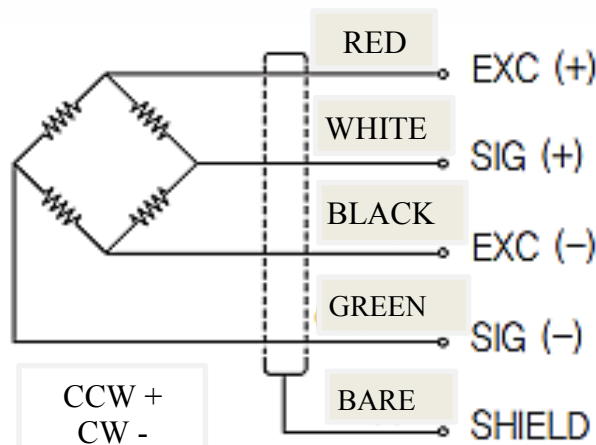 RED EXC (+)
WHITE SIG (+)
BLACK EXC (−)
GREEN SIG (−)
BARE SHIELD
CCW +
CW -